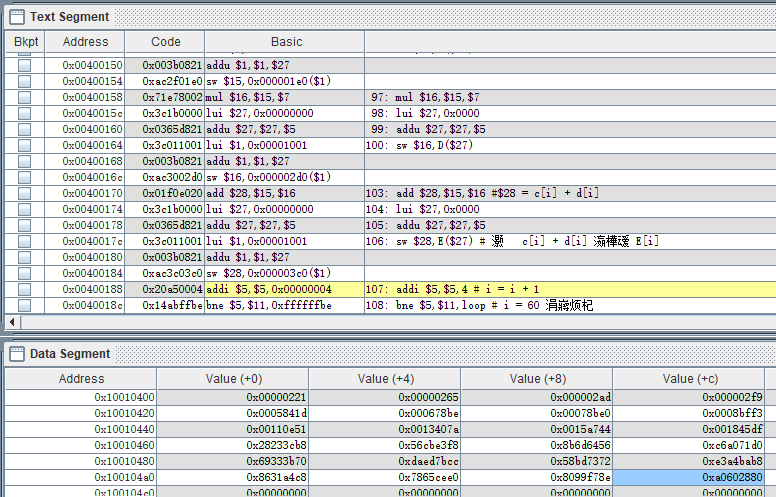 Text Segment
Bkpt Address Code Basic
0x00400150 0x003b0821 addu $1,$1,$27
0x00400154 0xac2f01e0 sw $15,0x000001e0($1)
0x00400158 0x71e78002 mul $16,$15,$7 97: mul $16,$15,$7
0x0040015c 0x3c1b0000 lui $27,0x00000000 98: lui $27,0x0000
0x00400160 0x0365d821 addu $27,$27,$5 99: addu $27,$27,$5
0x00400164 0x3c011001 lui $1,0x00001001 100: sw $16,D($27)
0x00400168 0x003b0821 addu $1,$1,$27
0x0040016c 0xac3002d0 sw $16,0x000002d0($1)
0x00400170 0x01f0e020 add $28,$15,$16 103: add $28,$15,$16 #$28 = c[i] + d[i]
0x00400174 0x3c1b0000 lui $27,0x00000000 104: lui $27,0x0000
0x00400178 0x0365d821 addu $27,$27,$5 105: addu $27,$27,$5
0x0040017c 0x3c011001 lui $1,0x00001001 106: sw $28,E($27) # c[i] + d[i] E[i]
0x00400180 0x003b0821 addu $1,$1,$27
0x00400184 0xac3c03c0 sw $28,0x000003c0($1)
0x00400188 0x20a50004 addi $5,$5,0x00000004 107: addi $5,$5,4 # i = i + 1
0x0040018c 0x14abffbe bne $5,$11,0xffffffbe 108: bne $5,$11,loop # i = 60
Data Segment
Address Value (+0) Value (+4) Value (+8) Value (+c)
0x10010400 0x00000221 0x00000265 0x000002ad 0x000002f9
0x10010420 0x0005841d 0x000678be 0x00078be0 0x0008bff3
0x10010440 0x00110e51 0x0013407a 0x0015a744 0x001845df
0x10010460 0x28233cb8 0x56cbe3f8 0x8b6d6456 0xc6a071d0
0x10010480 0x69333b70 0xdaed7bcc 0x58bd7372 0xe3a4bab8
0x100104a0 0x8631a4c8 0x7865cee0 0x8099f78e 0xa0602880
0x100104c0 0x00000000 0x00000000 0x00000000 0x00000000